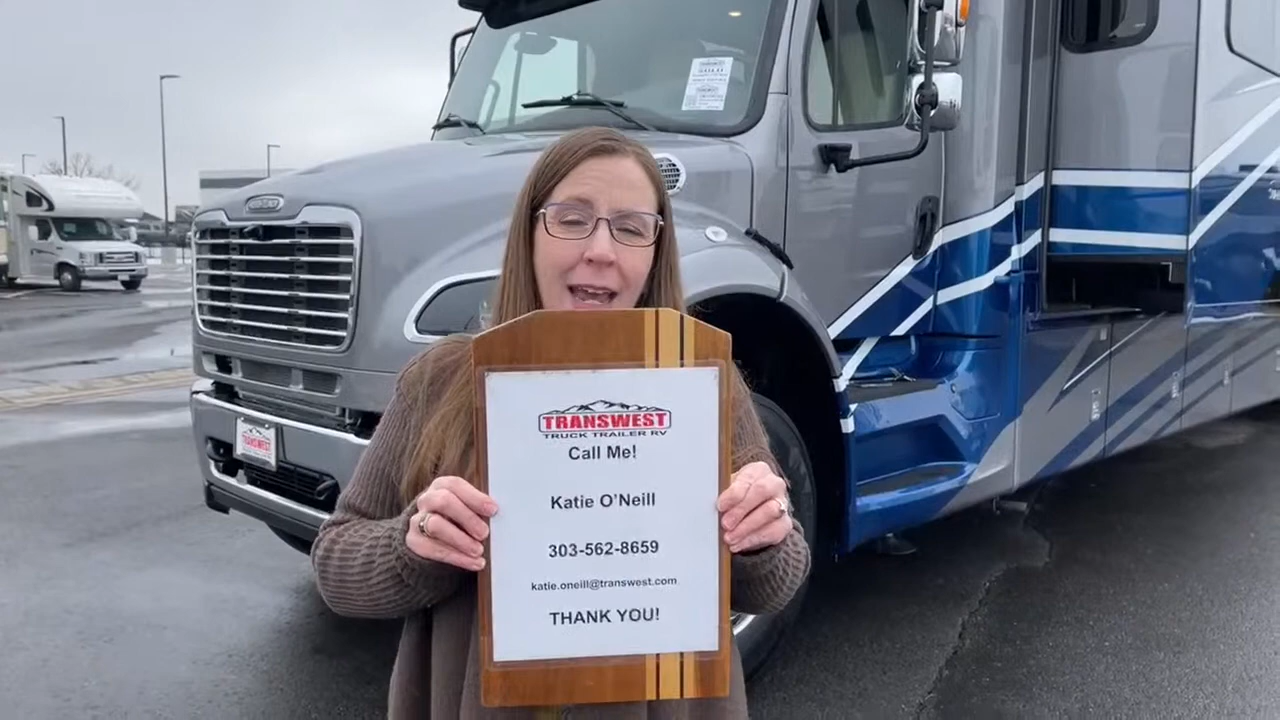 TRANSWEST
TRUCK TRAILER RV
Call Me!
Katie O'Neill
303-562-8659
katie.oneill@transwest.com
THANK YOU!
TRANSWEST